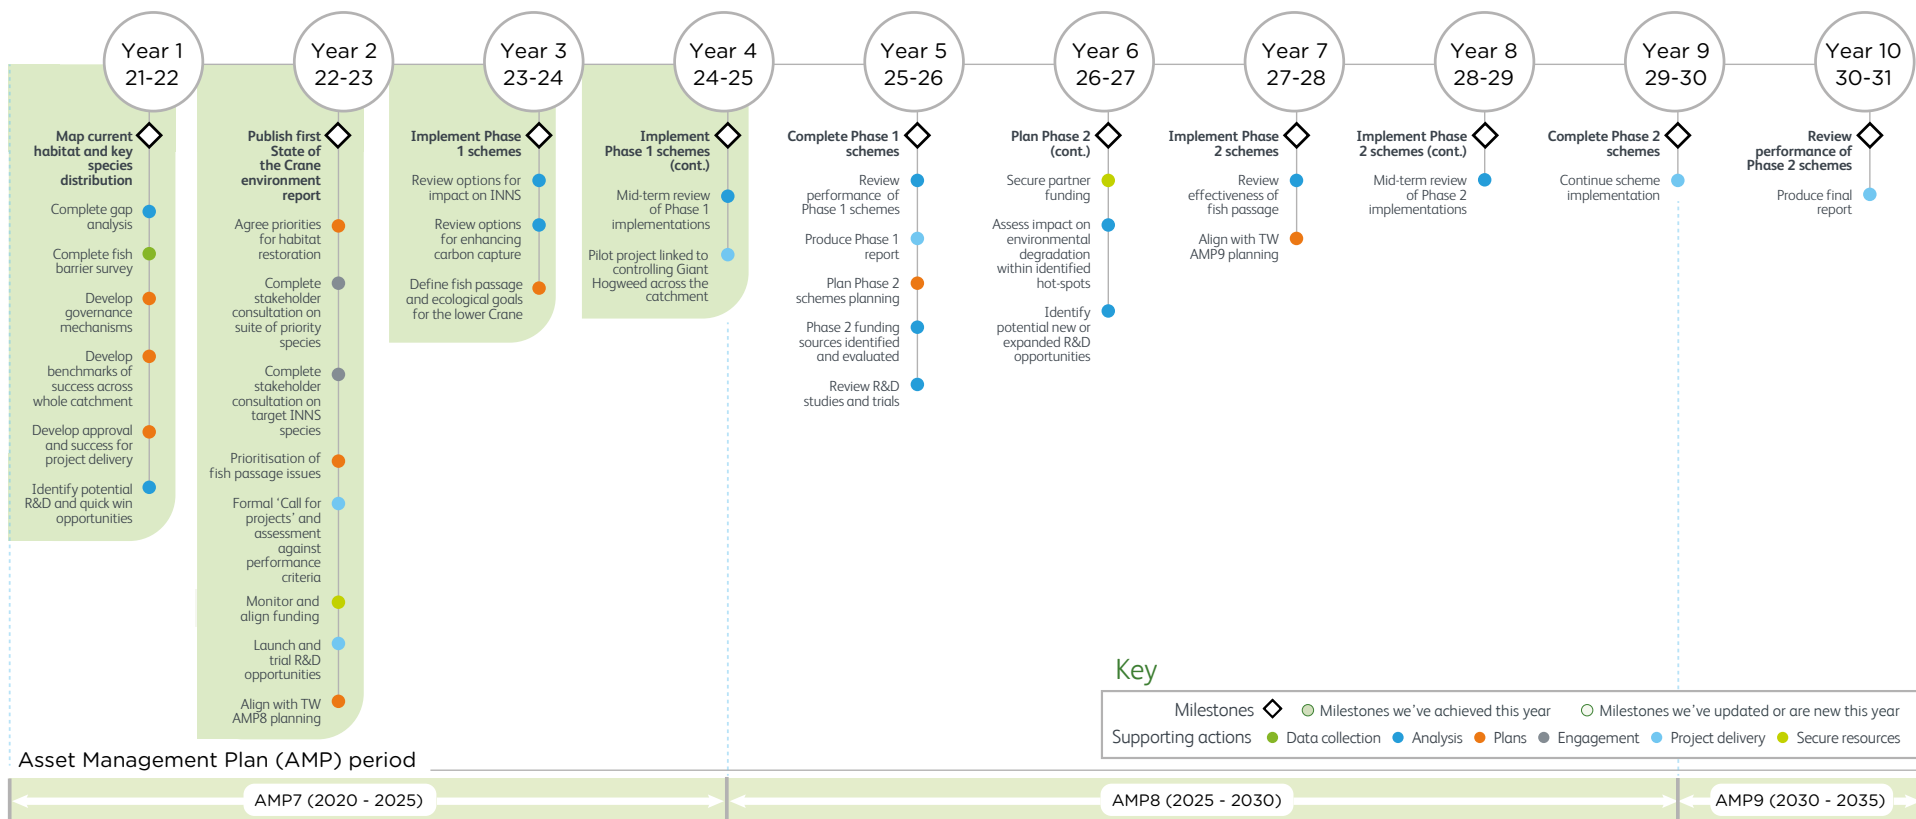 Year 1
21-22
Year 2
22-23
Year 3
23-24
Year 4
24-25
Year 5
25-26
Year 6
26-27
Year 7
27-28
Year 8
28-29
Year 9
29-30
Year 10
30-31
Map current
habitat and key
species
distribution
Complete gap
analysis
Complete fish
barrier survey
Develop
governance
mechanisms
Develop
benchmarks of
success across
whole catchment
Develop approval
and success for
project delivery
Identify potential
R&D and quick win
opportunities
Publish first
State of
the Crane
environment
report
Agree priorities
for habitat
restoration
Complete
stakeholder
consultation on
suite of priority
species
Complete
stakeholder
consultation on
target INNS
species
Prioritisation of
fish passage issues
Formal ‘Call for
projects’ and
assessment
against
performance
criteria
Monitor and
align funding
Launch and
trial R&D
opportunities
Align with TW
AMP8 planning
Implement Phase
1 schemes
Review options for
impact on INNS
Review options
for enhancing
carbon capture
Define fish passage
and ecological goals
for the lower Crane
Implement
Phase 1 schemes
(cont.)
Mid-term review
of Phase 1
implementations
Pilot project linked to
controlling Giant
Hogweed across the
catchment
Complete Phase 1
schemes
Review
performance of
Phase 1 schemes
Produce Phase 1
report
Plan Phase 2
schemes planning
Phase 2 funding
sources identified
and evaluated
Review R&D
studies and trials
Plan Phase 2
(cont.)
Secure partner
funding
Assess impact on
environmental
degradation
within identified
hot-spots
Identify
potential new or
expanded R&D
opportunities
Implement Phase
2 schemes
Review
effectiveness of
fish passage
Align with TW
AMP9 planning
Implement Phase
2 schemes (cont.)
Mid-term review
of Phase 2
implementations
Complete Phase 2
schemes
Continue scheme
implementation
Review
performance of
Phase 2 schemes
Produce final
report
Key
Milestones Milestones we’ve achieved this year Milestones we’ve updated or are new this year
Supporting actions Data collection Analysis Plans Engagement Project delivery Secure resources
Asset Management Plan (AMP) period
AMP7 (2020 - 2025)
AMP8 (2025 - 2030)
AMP9 (2030 - 2035)